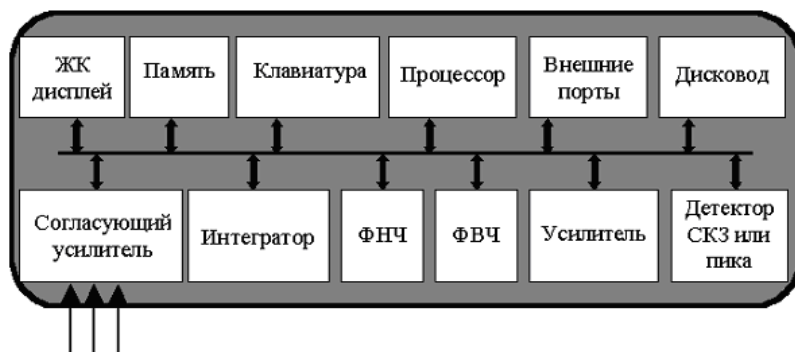 ЖК
дисплей
Память
Клавиатура
Процессор
Внешние
порты
Дисковод
Согласующий
усилитель
Интегратор
ФНЧ
ФВЧ
Усилитель
Детектор
СКЗ или
пика